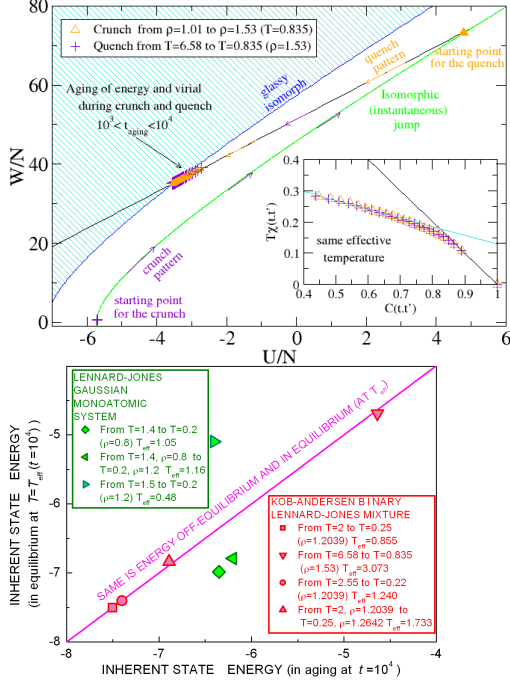 80
60
40
20
0
W/N
Crunch from ρ=1.01 to ρ=1.53 (T=0.835)
Quench from T=6.58 to T=0.835 (ρ=1.53)
Aging of energy and virial
during crunch and quench
10³< t_aging<10⁴
glassy
isomorph
quench
pattern
starting point
for the quench
Isomorphic
(instantaneous)
jump
crunch
pattern
starting point
for the crunch
0.4
0.3
0.2
0.1
0
Tχ(t,t')
same effective
temperature
0.4 0.5 0.6 0.7 0.8 0.9 1
C(t,t')
-6 -4 -2 0 2 4 6
U/N
LENNARD-JONES
GAUSSIAN
MONOATOMIC
SYSTEM
From T=1.4 to T=0.2
(ρ=0.8) T_eff=1.05
From T=1.4, ρ=0.8 to
T=0.2, ρ=1.2 T_eff=1.16
From T=1.5 to T=0.2
(ρ=1.2) T_eff=0.48
SAME IS ENERGY OFF-EQUILIBRIUM AND IN EQUILIBRIUM (AT T_eff)
KOB-ANDERSEN BINARY
LENNARD-JONES MIXTURE
From T=2 to T=0.25
(ρ=1.2039) T_eff=0.855
From T=6.58 to T=0.835
(ρ=1.53) T_eff=3.073
From T=2.55 to T=0.22
(ρ=1.2039) T_eff=1.240
From T=2, ρ=1.2039 to
T=0.25, ρ=1.2642 T_eff=1.733
INHERENT STATE ENERGY
(in equilibrium at T=T_eff(t=10⁴)
-5
-6
-7
-8
-8 -7 -6 -5 -4
INHERENT STATE ENERGY (in aging at t=10⁴)